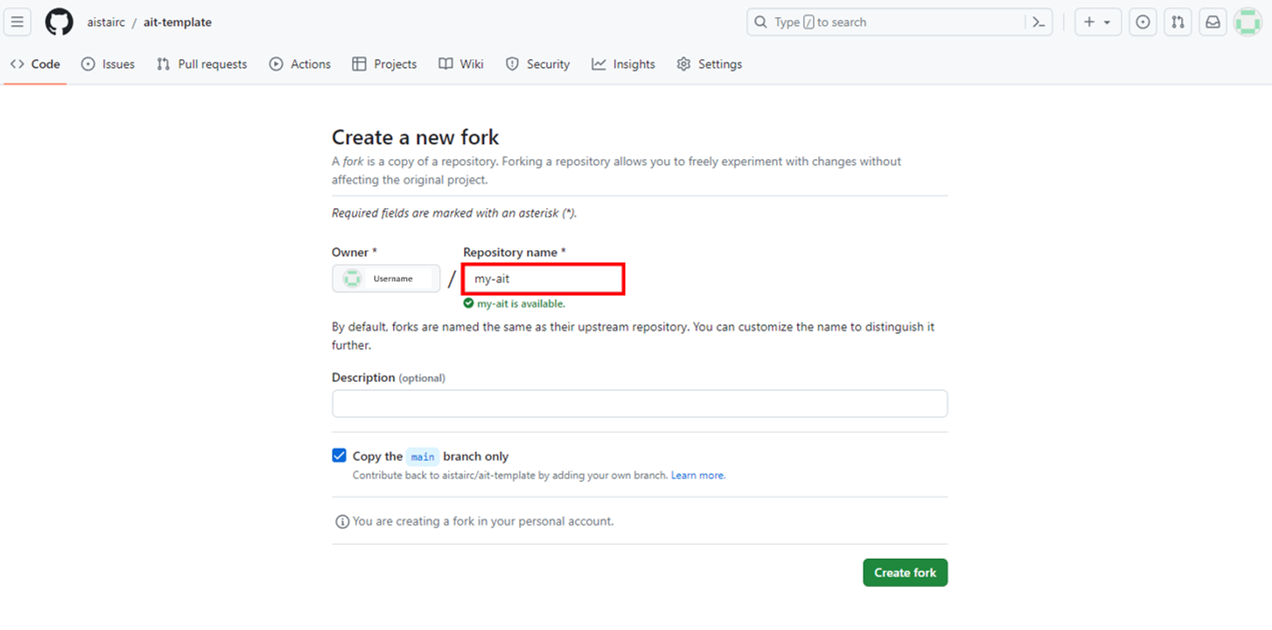 aistairc / ait-template
Type / to search
Code Issues Pull requests Actions Projects Wiki Security Insights Settings
Create a new fork
A fork is a copy of a repository. Forking a repository allows you to freely experiment with changes without
affecting the original project.
Required fields are marked with an asterisk (*).
Owner * Repository name *
Username / my-ait
my-ait is available.
By default, forks are named the same as their upstream repository. You can customize the name to distinguish it
further.
Description (optional)
Copy the main branch only
Contribute back to aistairc/ait-template by adding your own branch. Learn more.
You are creating a fork in your personal account.
Create fork